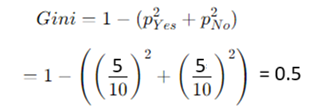 Gini = 1 − (p²Yes + p²No)
= 1 − ((5/10)² + (5/10)²) = 0.5